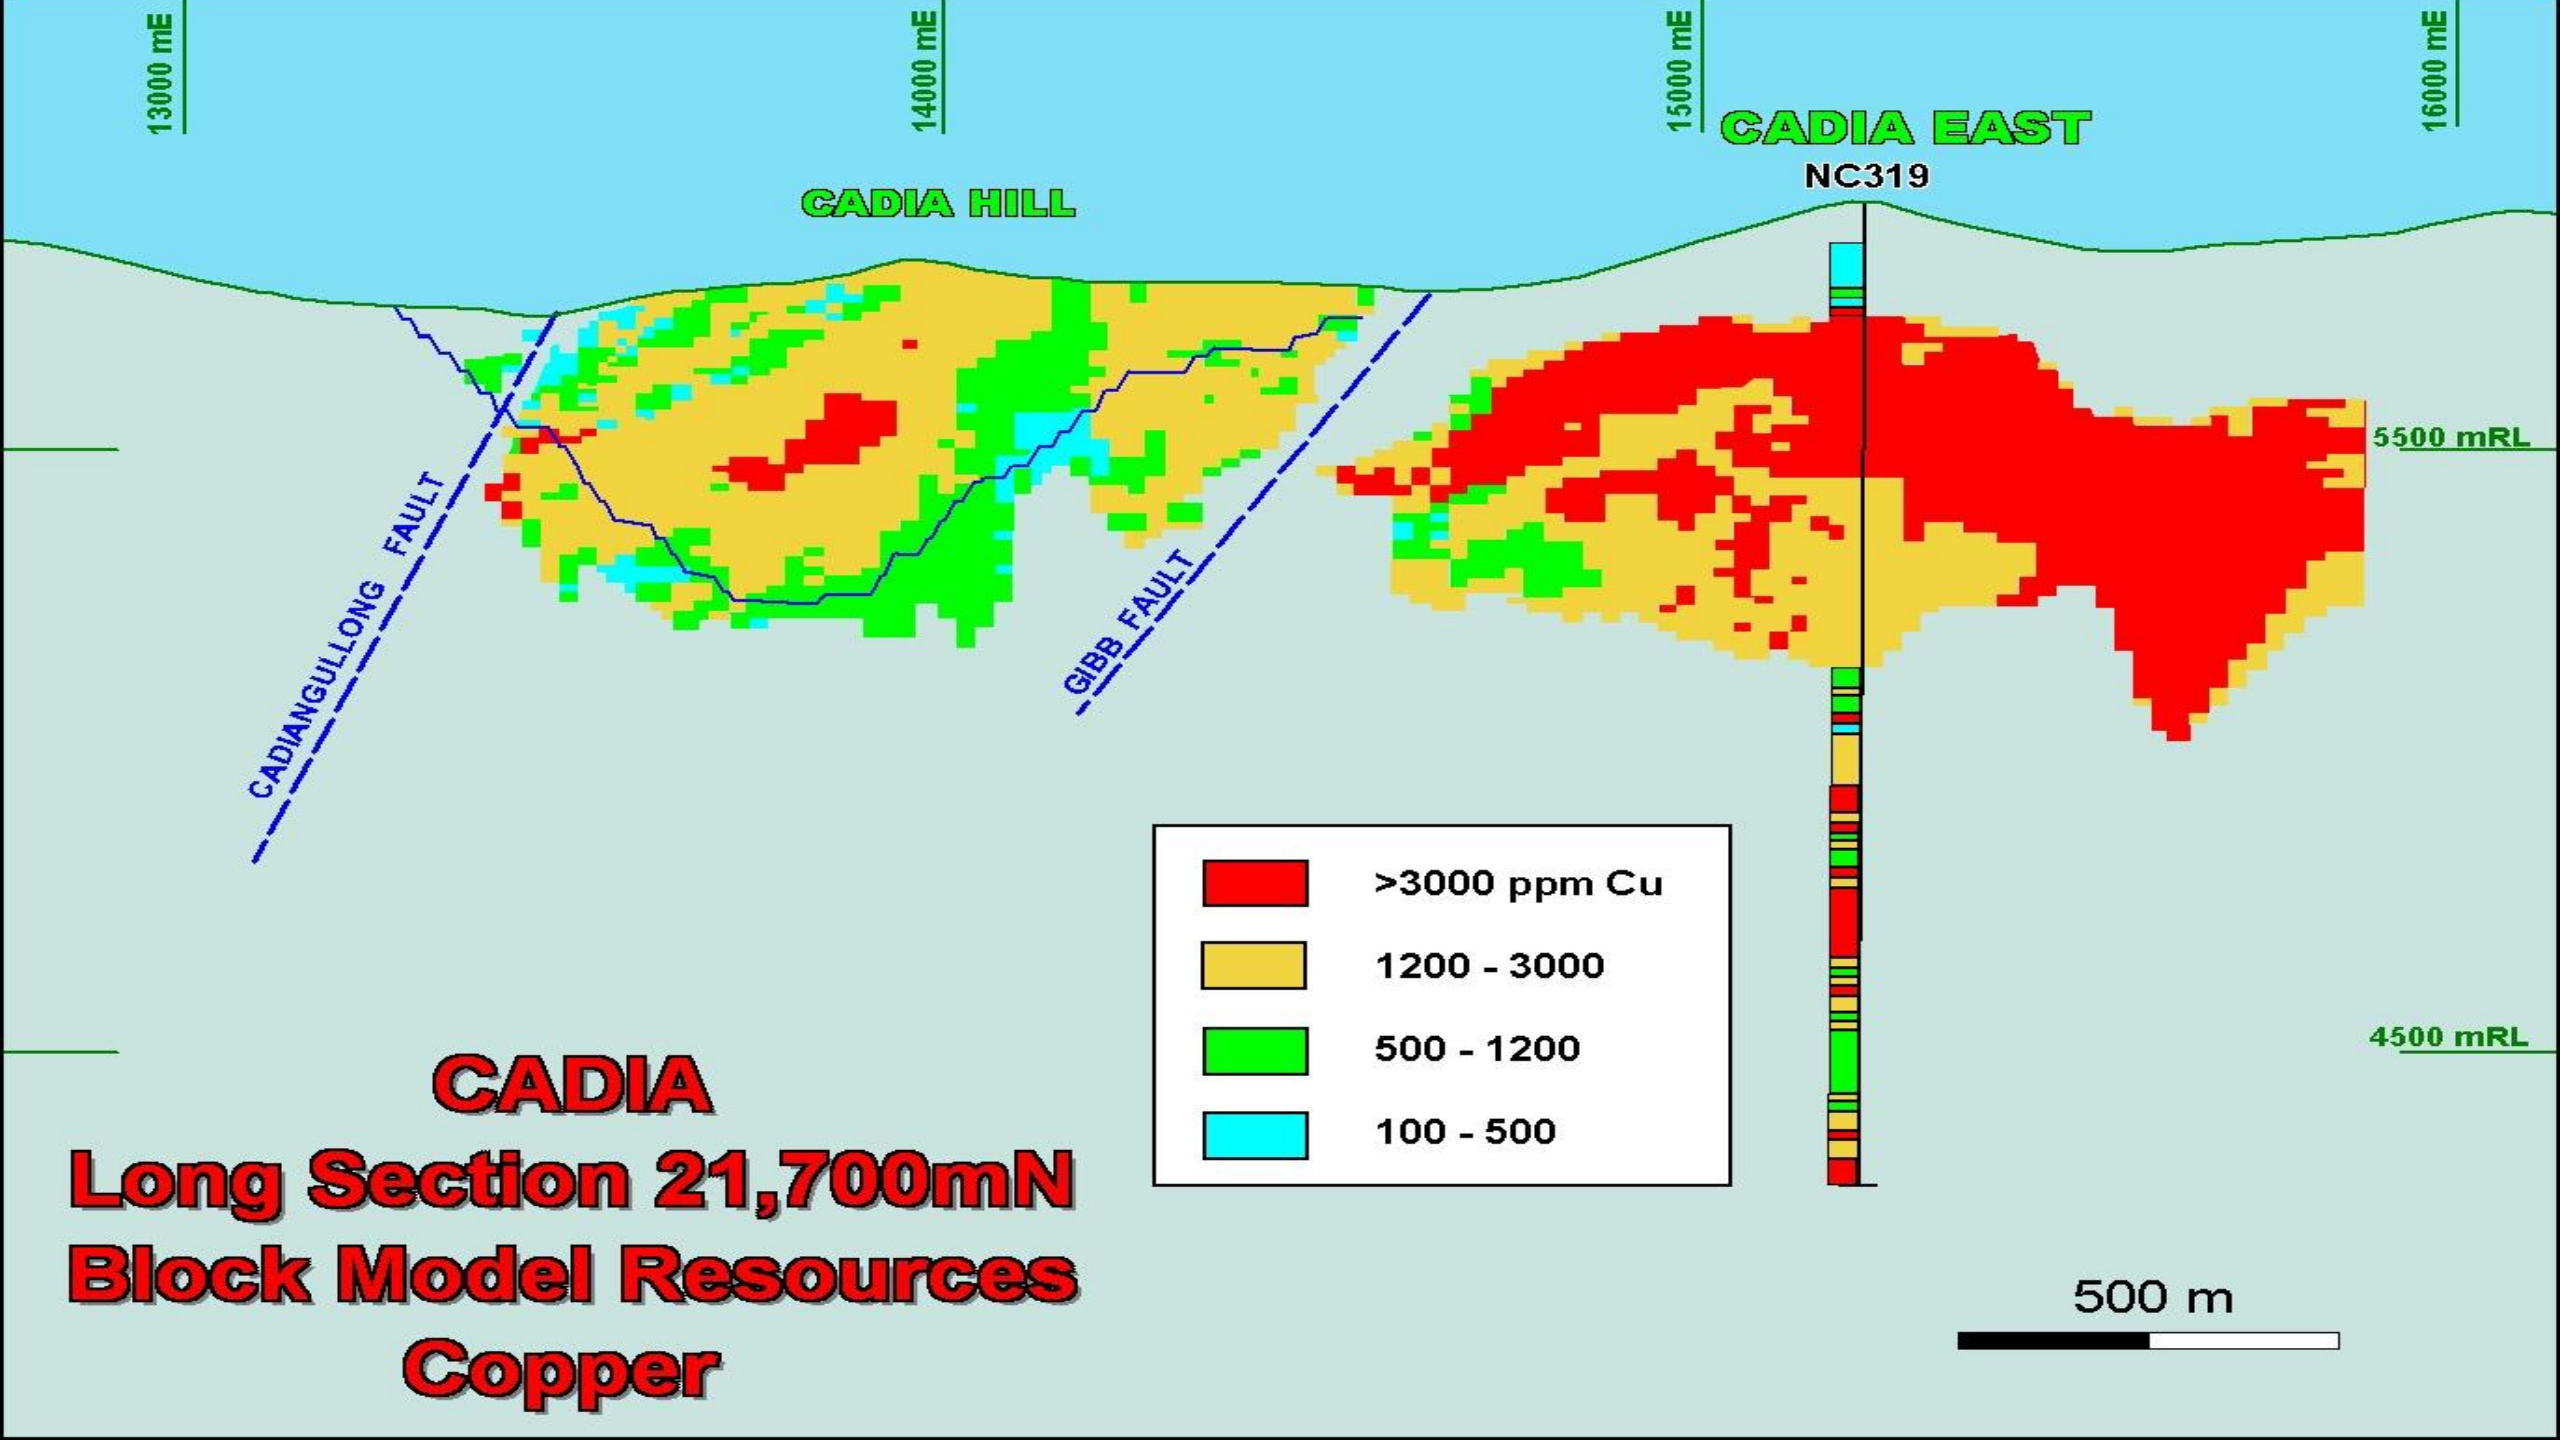 13000 mE
14000 mE
15000 mE
16000 mE
CADIA EAST
NC319
CADIA HILL
5500 mRL
CADIANGULLONG FAULT
GIBB FAULT
>3000 ppm Cu
1200 - 3000
500 - 1200
100 - 500
4500 mRL
CADIA
Long Section 21,700mN
Block Model Resources
Copper
500 m